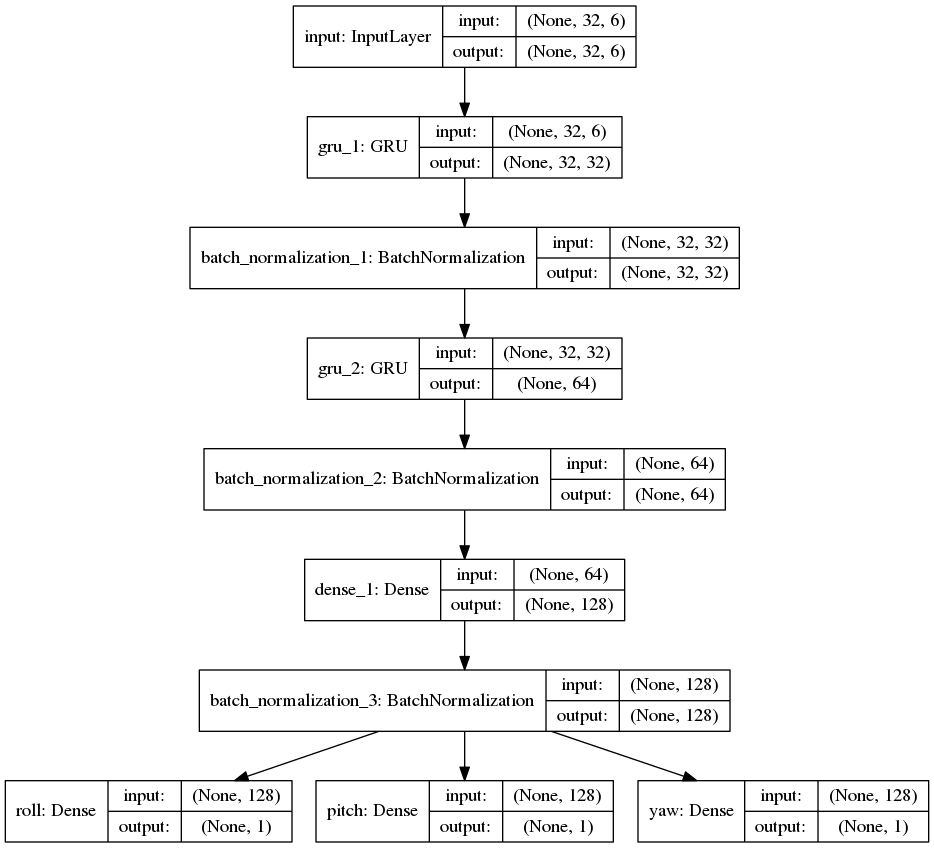 input: InputLayer
input: (None, 32, 6)
output: (None, 32, 6)
gru_1: GRU
input: (None, 32, 6)
output: (None, 32, 32)
batch_normalization_1: BatchNormalization
input: (None, 32, 32)
output: (None, 32, 32)
gru_2: GRU
input: (None, 32, 32)
output: (None, 64)
batch_normalization_2: BatchNormalization
input: (None, 64)
output: (None, 64)
dense_1: Dense
input: (None, 64)
output: (None, 128)
batch_normalization_3: BatchNormalization
input: (None, 128)
output: (None, 128)
roll: Dense
input: (None, 128)
output: (None, 1)
pitch: Dense
input: (None, 128)
output: (None, 1)
yaw: Dense
input: (None, 128)
output: (None, 1)